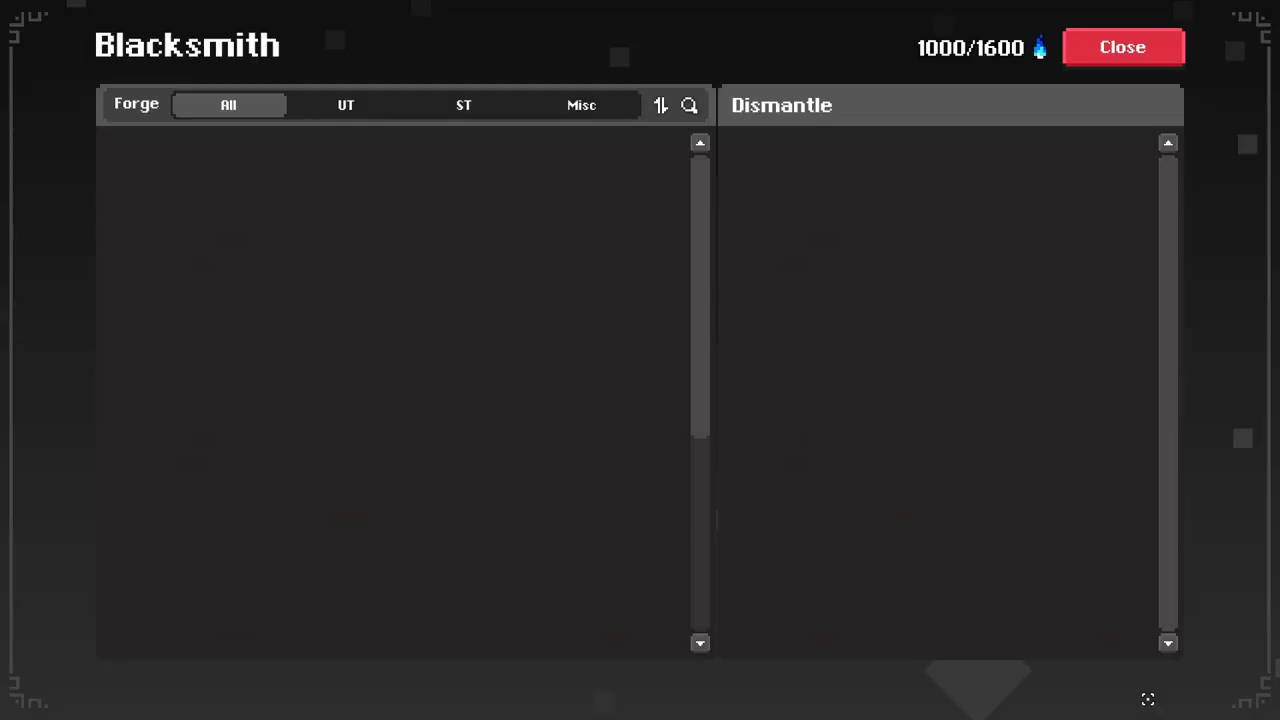 Blacksmith
1000/1600
Close
Forge
All
UT
ST
Misc
Dismantle